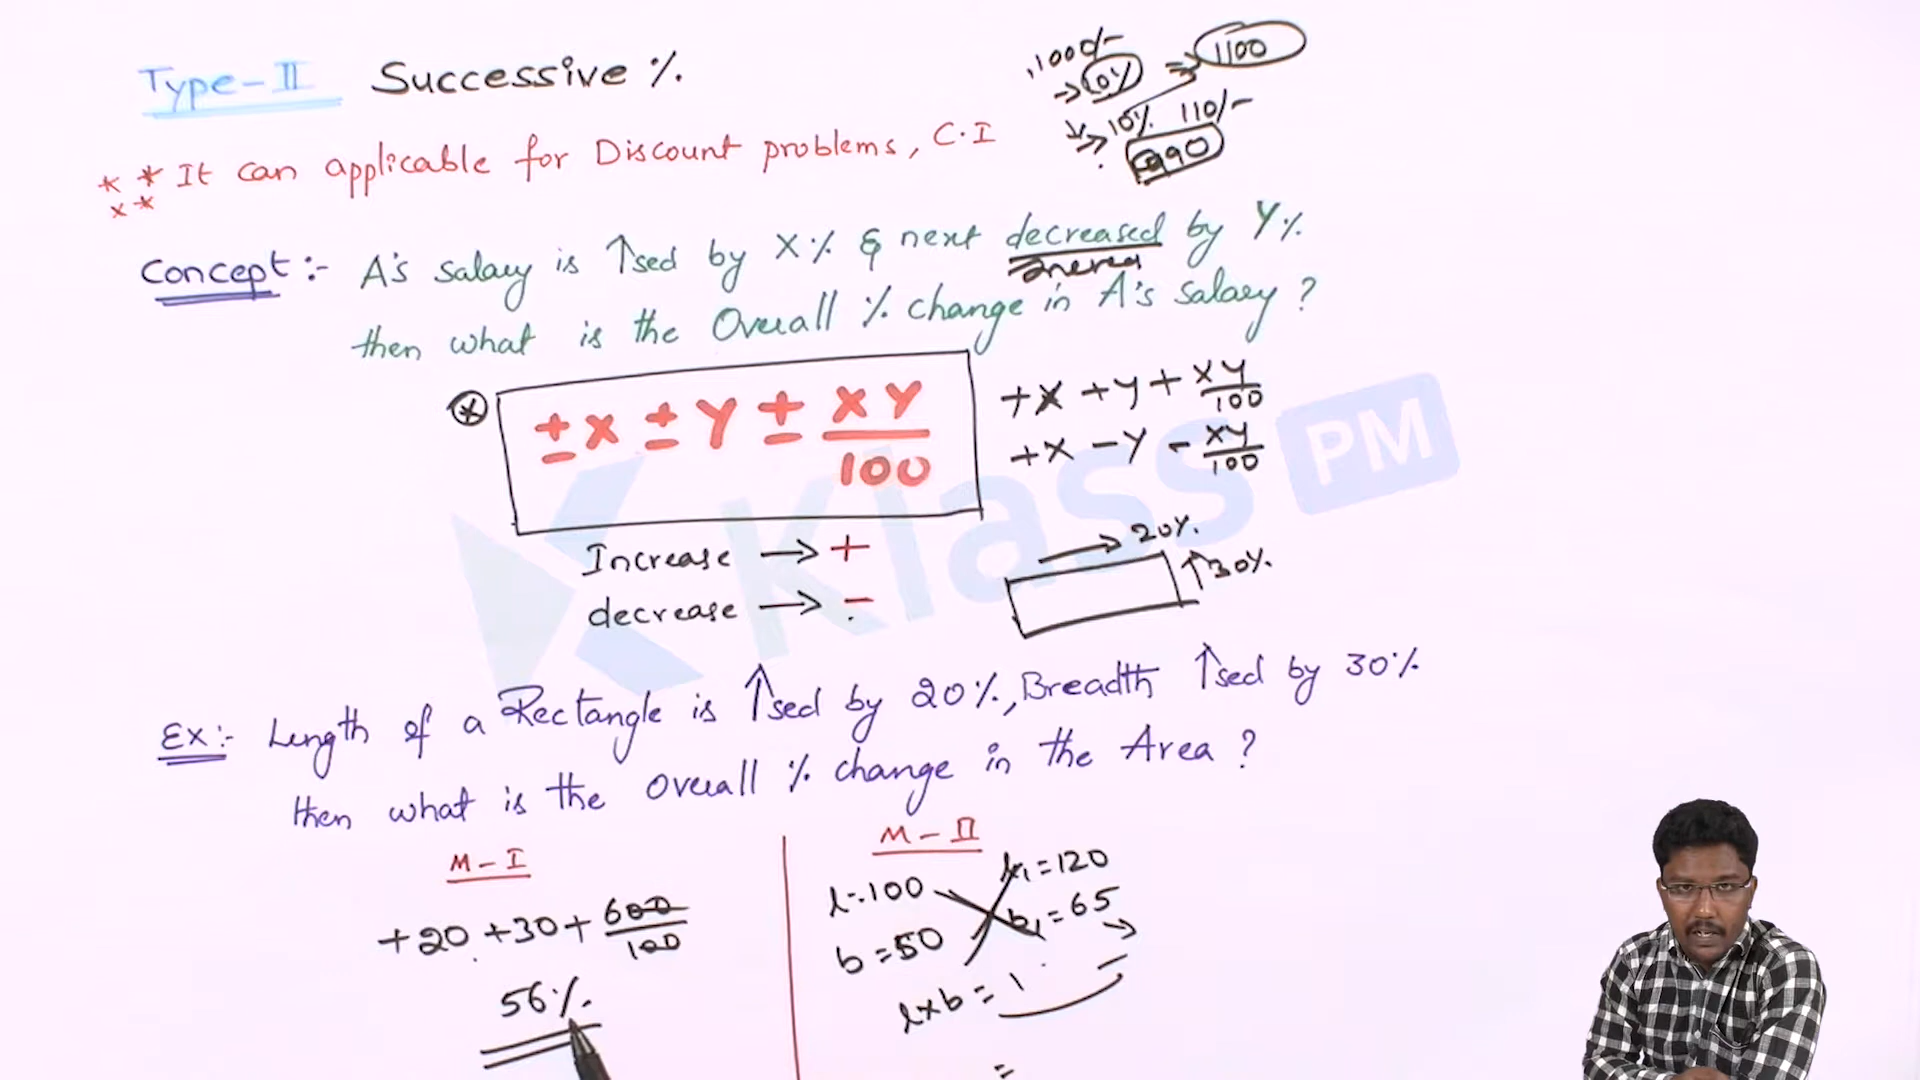 Type-II Successive %.
1000/-
→ 10% ⇒ 1100
10% 110/-
990
** It can applicable for Discount problems, C.I
**
Concept:- A's salary is ↑sed by X% & next decreased by Y%
then what is the Overall % change in A's salary?
± X ± Y ± XY/100
+X +Y + XY/100
+X -Y - XY/100
Increase → +
decrease → -
20%.
↑30%.
Klass PM
Ex:- Length of a Rectangle is ↑sed by 20%, Breadth ↑sed by 30%
then what is the Overall % change in the Area?
M-I
+20 +30 + 600/100
56%.
M-II
l=100 l1=120
b=50 b1=65
l×b = 1
=